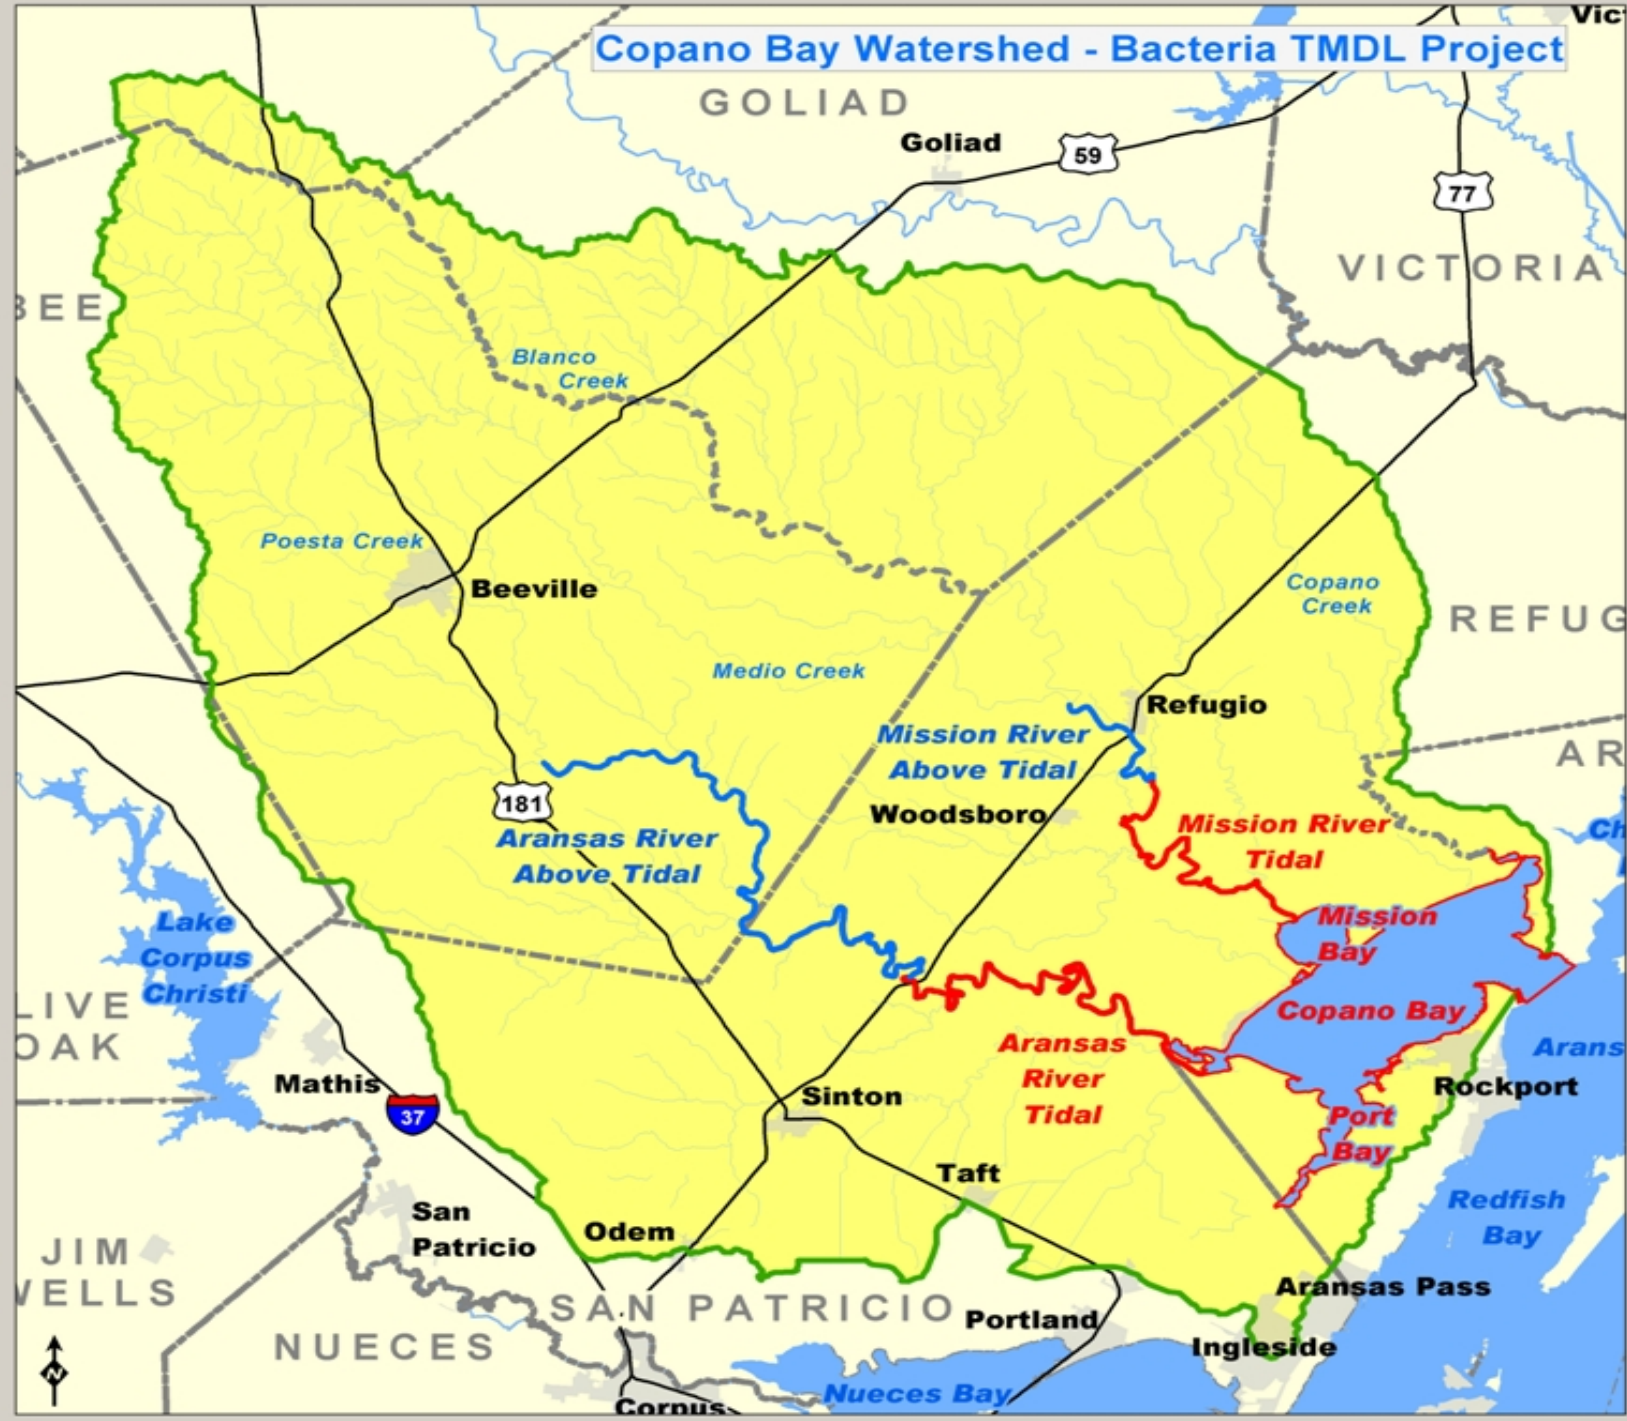 Vic
Copano Bay Watershed - Bacteria TMDL Project
GOLIAD
Goliad
59
77
VICTORIA
BEE
Blanco
Creek
Poesta Creek
Beeville
Copano
Creek
REFUG
Medio Creek
Refugio
Mission River
Above Tidal
AR
181
Woodsboro
Aransas River
Above Tidal
Mission River
Tidal
Ch
Lake
Corpus
Christi
Mission
Bay
LIVE
OAK
Copano Bay
Aransas
River
Tidal
Arans
Mathis
37
Sinton
Rockport
Port
Bay
Taft
San
Patricio
Odem
Redfish
Bay
JIM
WELLS
Aransas Pass
SAN PATRICIO
Portland
NUECES
Ingleside
N
Nueces Bay
Corpus